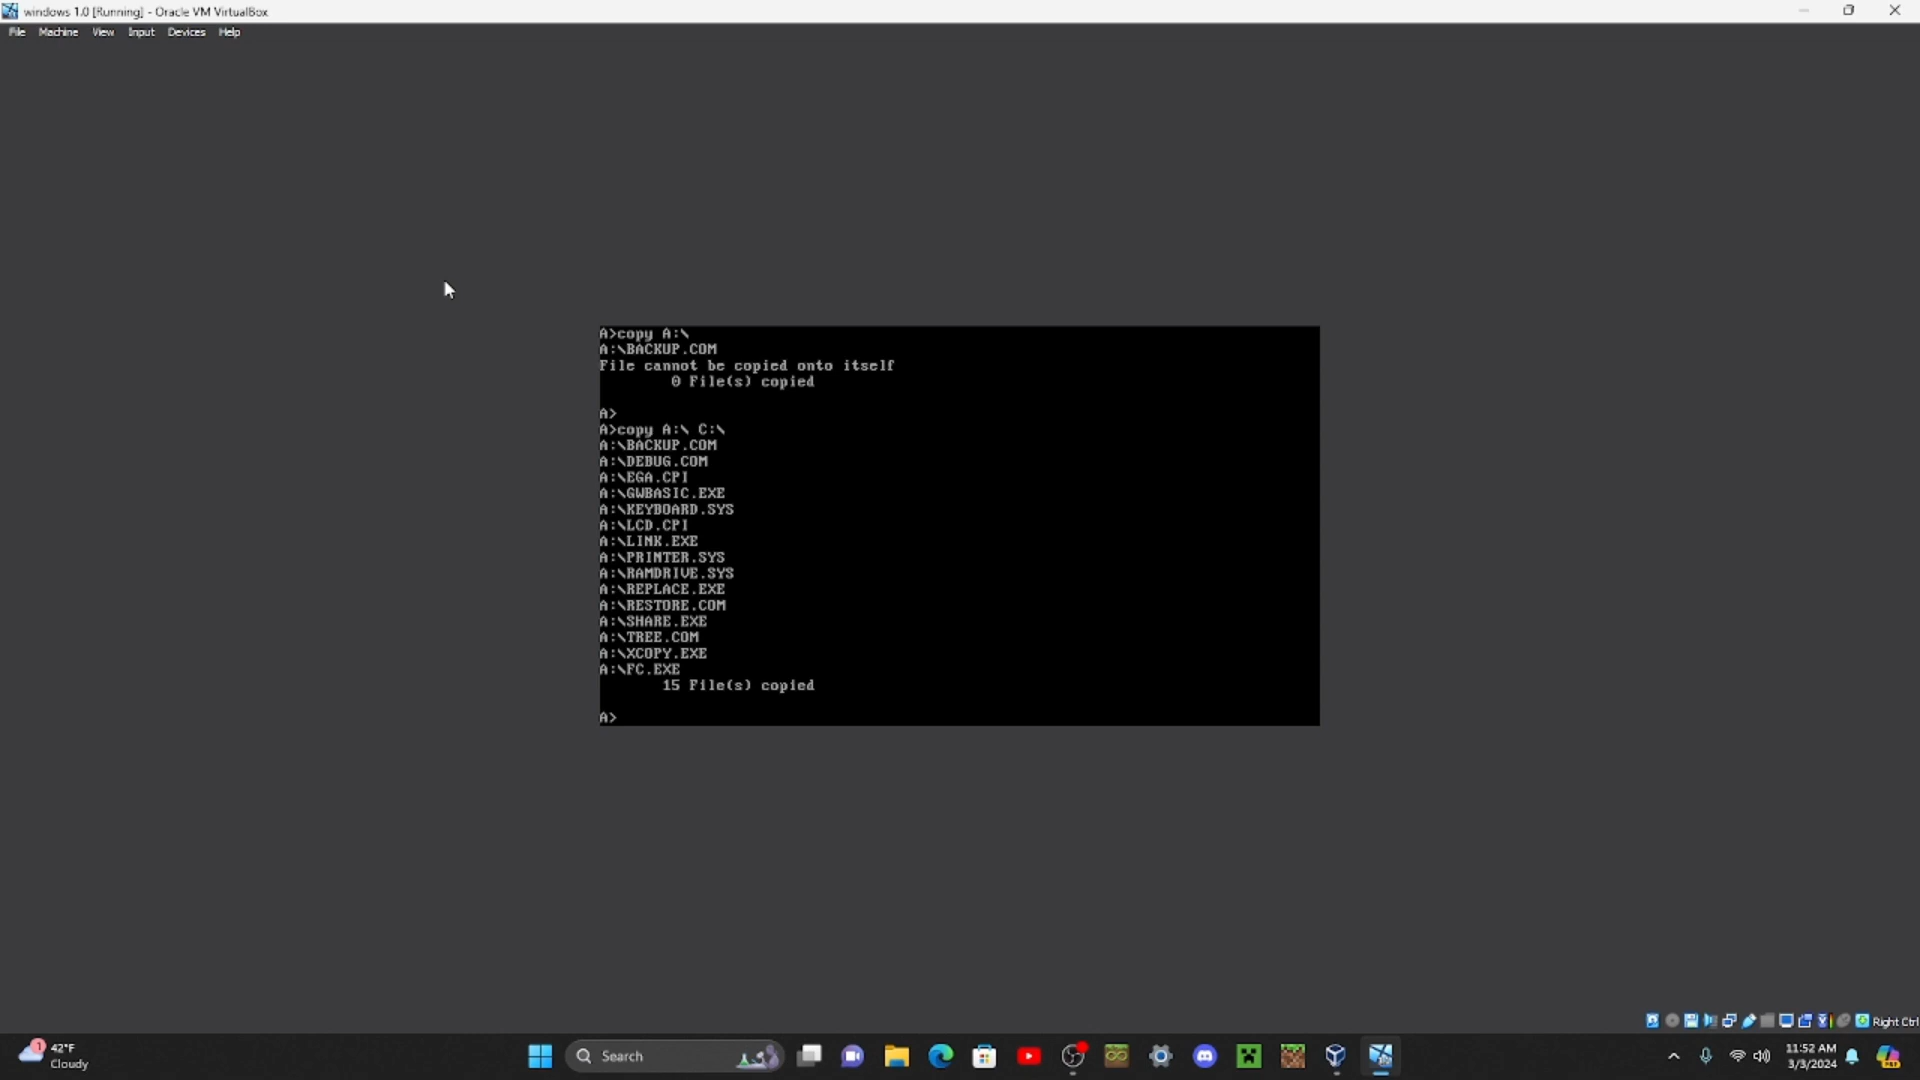 windows 1.0 [Running] - Oracle VM VirtualBox
File Machine View Input Devices Help
A>copy A:\
A:\BACKUP.COM
File cannot be copied onto itself
0 File(s) copied
A>
A>copy A:\ C:\
A:\BACKUP.COM
A:\DEBUG.COM
A:\EGA.CPI
A:\GWBASIC.EXE
A:\KEYBOARD.SYS
A:\LCD.CPI
A:\LINK.EXE
A:\PRINTER.SYS
A:\RAMDRIVE.SYS
A:\REPLACE.EXE
A:\RESTORE.COM
A:\SHARE.EXE
A:\TREE.COM
A:\XCOPY.EXE
A:\FC.EXE
15 File(s) copied
A>
Right Ctrl
1
42°F
Cloudy
Search
11:52 AM
3/3/2024